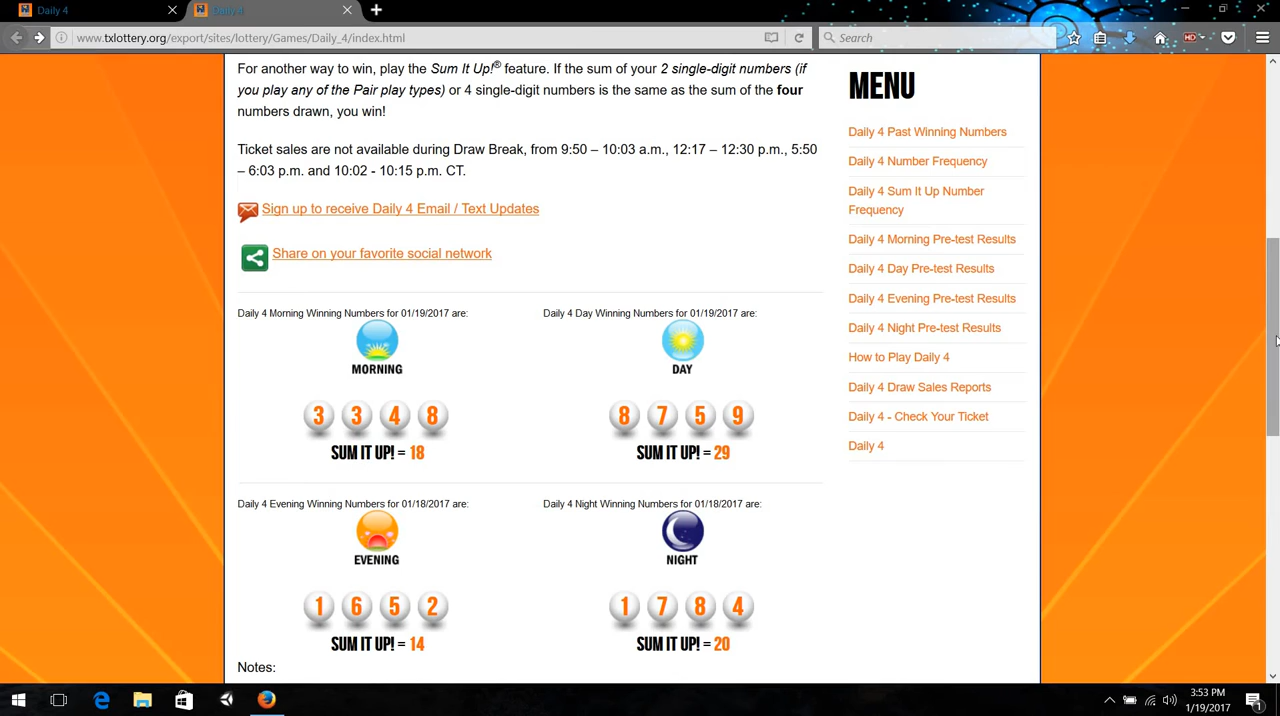 Daily 4
Daily 4
www.txlottery.org/export/sites/lottery/Games/Daily_4/index.html
Search
HD
For another way to win, play the Sum It Up!® feature. If the sum of your 2 single-digit numbers (if
you play any of the Pair play types) or 4 single-digit numbers is the same as the sum of the four
numbers drawn, you win!
Ticket sales are not available during Draw Break, from 9:50 – 10:03 a.m., 12:17 – 12:30 p.m., 5:50
– 6:03 p.m. and 10:02 - 10:15 p.m. CT.
Sign up to receive Daily 4 Email / Text Updates
Share on your favorite social network
Daily 4 Morning Winning Numbers for 01/19/2017 are:
MORNING
3 3 4 8
SUM IT UP! = 18
Daily 4 Day Winning Numbers for 01/19/2017 are:
DAY
8 7 5 9
SUM IT UP! = 29
Daily 4 Evening Winning Numbers for 01/18/2017 are:
EVENING
1 6 5 2
SUM IT UP! = 14
Daily 4 Night Winning Numbers for 01/18/2017 are:
NIGHT
1 7 8 4
SUM IT UP! = 20
Notes:
MENU
Daily 4 Past Winning Numbers
Daily 4 Number Frequency
Daily 4 Sum It Up Number
Frequency
Daily 4 Morning Pre-test Results
Daily 4 Day Pre-test Results
Daily 4 Evening Pre-test Results
Daily 4 Night Pre-test Results
How to Play Daily 4
Daily 4 Draw Sales Reports
Daily 4 - Check Your Ticket
Daily 4
3:53 PM
1/19/2017
1